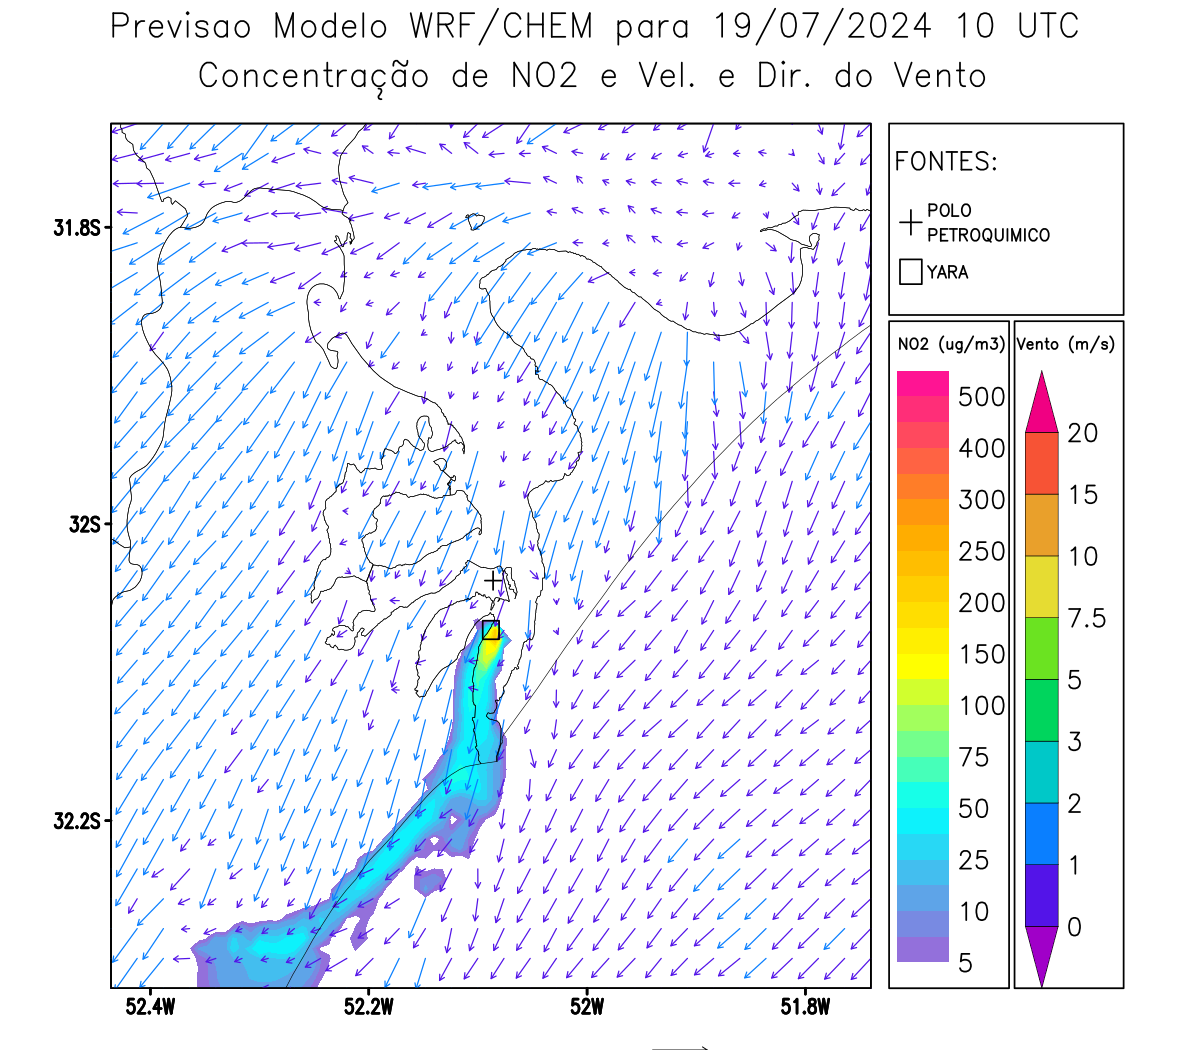 Previsao Modelo WRF/CHEM para 19/07/2024 10 UTC
Concentração de NO2 e Vel. e Dir. do Vento
FONTES:
POLO
PETROQUIMICO
YARA
NO2 (ug/m3)
500
400
300
250
200
150
100
75
50
25
10
5
Vento (m/s)
20
15
10
7.5
5
3
2
1
0
31.8S
32S
32.2S
52.4W
52.2W
52W
51.8W